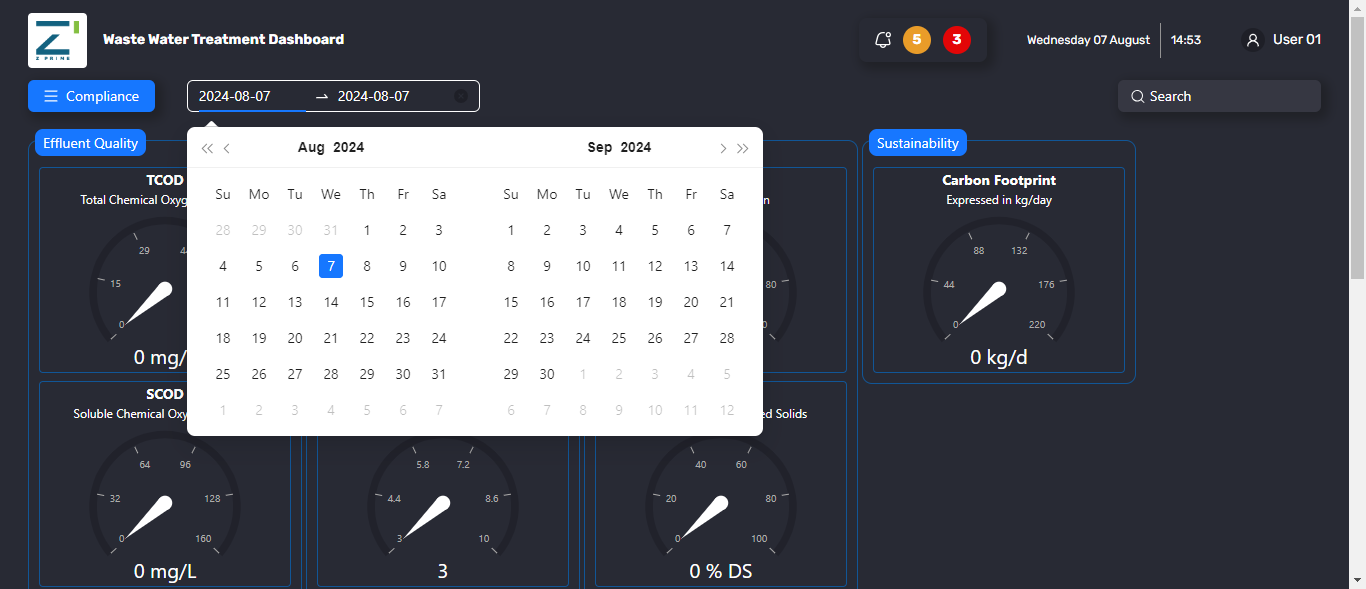 Z PRIME
Waste Water Treatment Dashboard
5
3
Wednesday 07 August
14:53
User 01
Compliance
2024-08-07
2024-08-07
Search
Effluent Quality
Aug 2024
Sep 2024
Sustainability
Su Mo Tu We Th Fr Sa
28 29 30 31 1 2 3
4 5 6 7 8 9 10
11 12 13 14 15 16 17
18 19 20 21 22 23 24
25 26 27 28 29 30 31
1 2 3 4 5 6 7
Su Mo Tu We Th Fr Sa
1 2 3 4 5 6 7
8 9 10 11 12 13 14
15 16 17 18 19 20 21
22 23 24 25 26 27 28
29 30 1 2 3 4 5
6 7 8 9 10 11 12
TCOD
Total Chemical Oxyg
29
15
0
0 mg/
80
Carbon Footprint
Expressed in kg/day
88 132
44 176
0 220
0 kg/d
SCOD
Soluble Chemical Oxy
64 96
32 128
0 160
0 mg/L
5.8 7.2
4.4 8.6
3 10
3
ed Solids
40 60
20 80
0 100
0 % DS